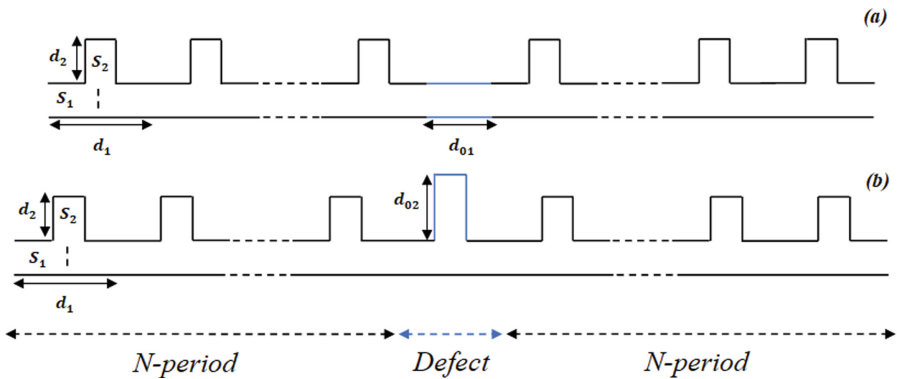 (a)
d₂
S₂
S₁
d₁
d₀₁
(b)
d₂
S₂
d₀₂
S₁
d₁
N-period Defect N-period